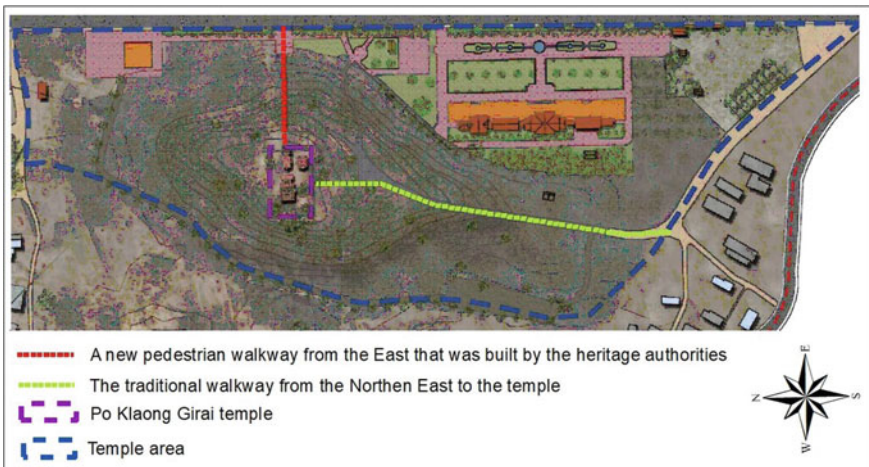 A new pedestrian walkway from the East that was built by the heritage authorities
The traditional walkway from the Northen East to the temple
Po Klaong Girai temple
Temple area
E
N
S
W